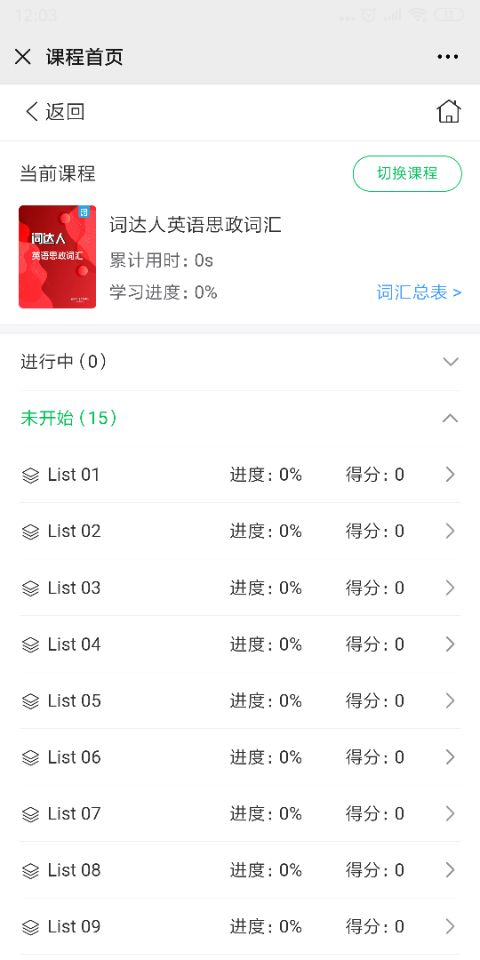 12:03
课程首页
返回
当前课程
切换课程
词达人
英语思政词汇
词达人英语思政词汇
累计用时: 0s
学习进度: 0%
词汇总表 >
进行中 (0)
未开始 (15)
List 01 进度: 0% 得分: 0
List 02 进度: 0% 得分: 0
List 03 进度: 0% 得分: 0
List 04 进度: 0% 得分: 0
List 05 进度: 0% 得分: 0
List 06 进度: 0% 得分: 0
List 07 进度: 0% 得分: 0
List 08 进度: 0% 得分: 0
List 09 进度: 0% 得分: 0